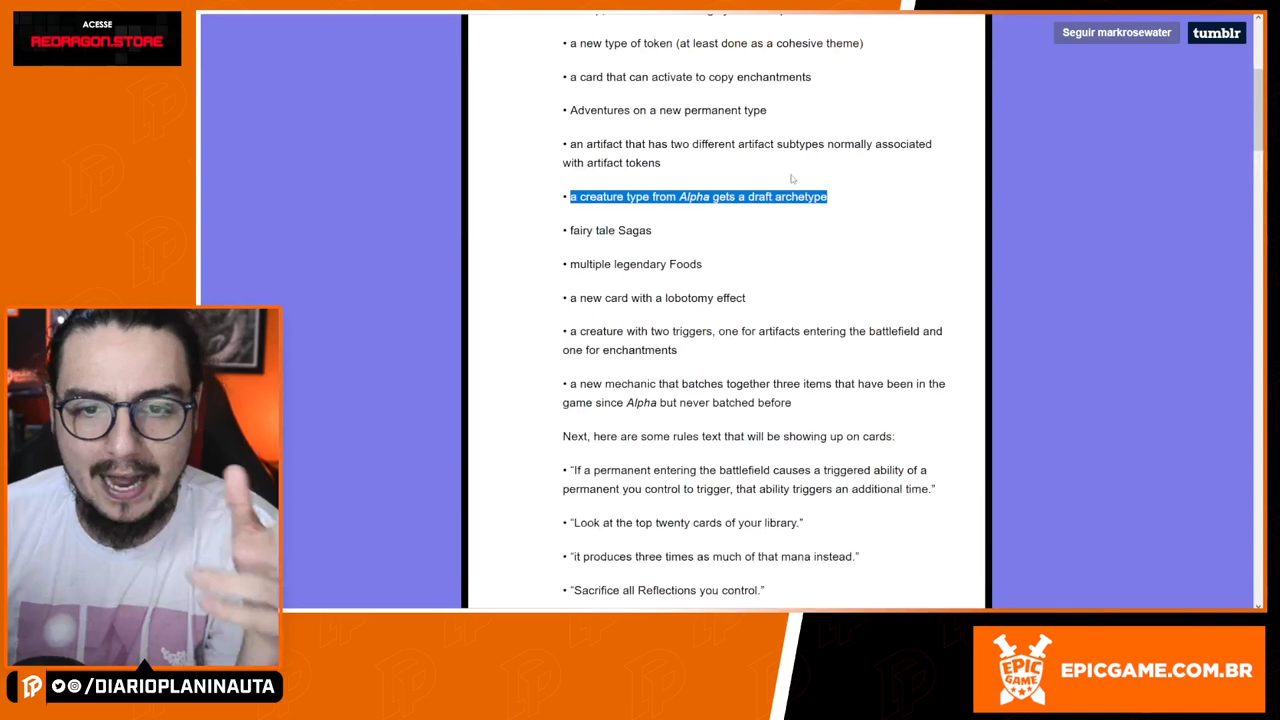 ACESSE
REDRAGON.STORE
Seguir markrosewater
tumblr
• a new type of token (at least done as a cohesive theme)
• a card that can activate to copy enchantments
• Adventures on a new permanent type
• an artifact that has two different artifact subtypes normally associated
with artifact tokens
• a creature type from Alpha gets a draft archetype
• fairy tale Sagas
• multiple legendary Foods
• a new card with a lobotomy effect
• a creature with two triggers, one for artifacts entering the battlefield and
one for enchantments
• a new mechanic that batches together three items that have been in the
game since Alpha but never batched before
Next, here are some rules text that will be showing up on cards:
• “If a permanent entering the battlefield causes a triggered ability of a
permanent you control to trigger, that ability triggers an additional time.”
• “Look at the top twenty cards of your library.”
• “it produces three times as much of that mana instead.”
• “Sacrifice all Reflections you control.”
/DIARIOPLANINAUTA
EPIC
GAME
EPICGAME.COM.BR